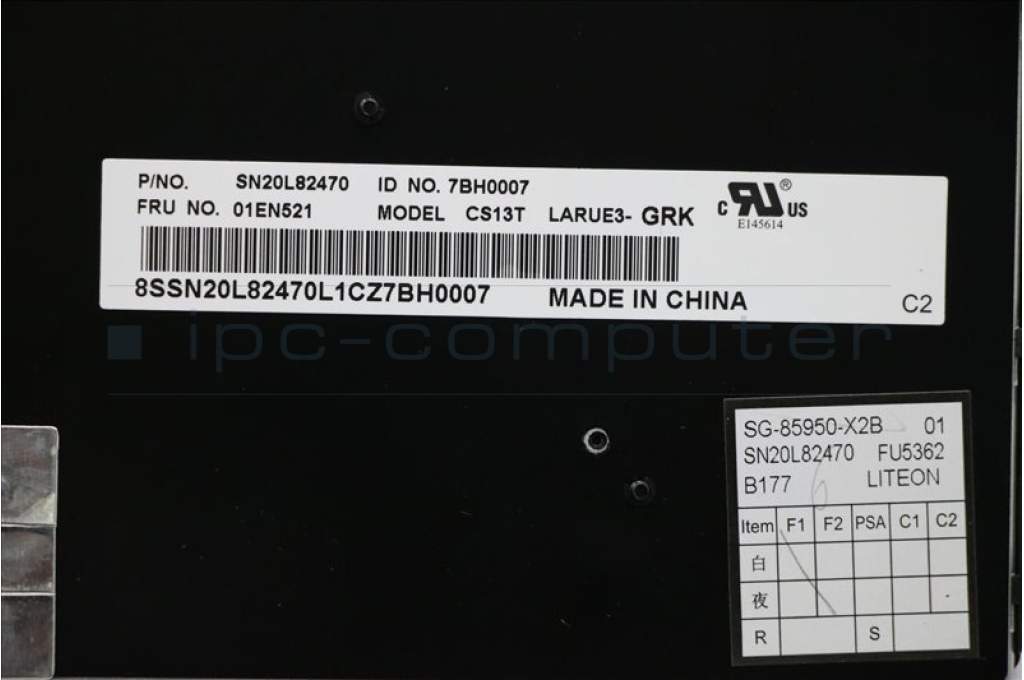 P/NO. SN20L82470 ID NO. 7BH0007
FRU NO. 01EN521 MODEL CS13T LARUE3- GRK
C RU ® US
E145614
8SSN20L82470L1CZ7BH0007 MADE IN CHINA
C2
ipc-computer
SG-85950-X2B 01
SN20L82470 FU5362
B177 LITEON
Item F1 F2 PSA C1 C2
白
夜
R S